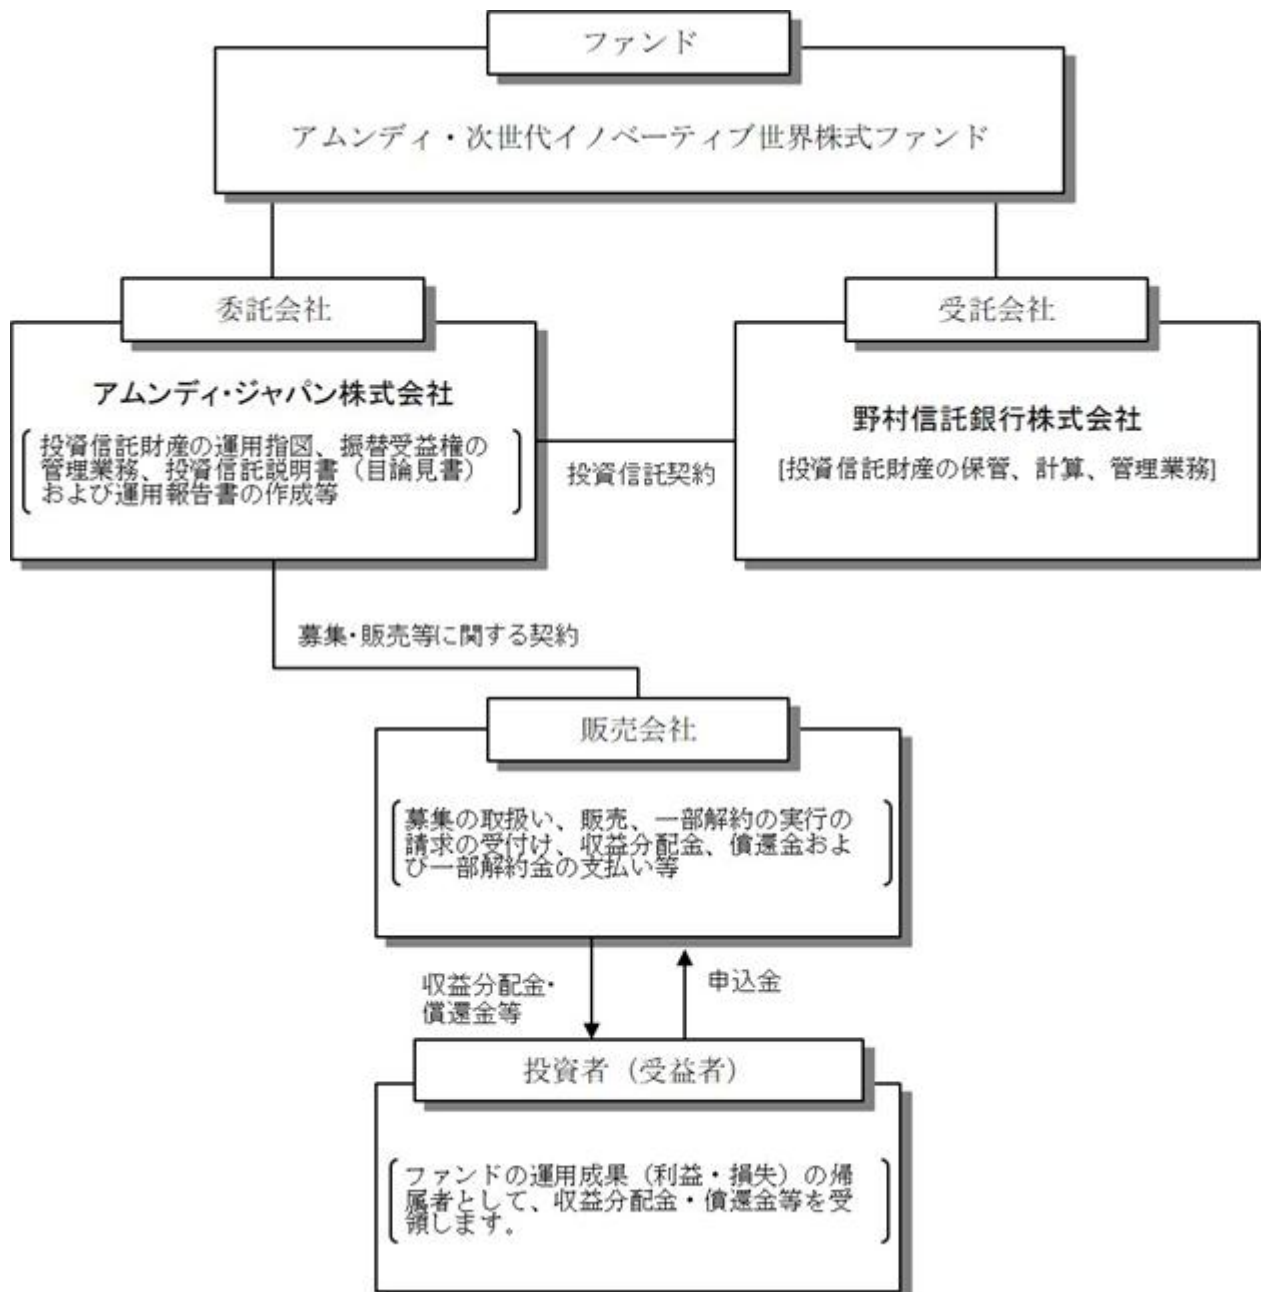 ファンド
アムンディ・次世代イノベーティブ世界株式ファンド
委託会社
アムンディ・ジャパン株式会社
投資信託財産の運用指図、振替受益権の
管理業務、投資信託説明書（目論見書）
および運用報告書の作成等
投資信託契約
受託会社
野村信託銀行株式会社
[投資信託財産の保管、計算、管理業務]
募集・販売等に関する契約
販売会社
募集の取扱い、販売、一部解約の実行の
請求の受付け、収益分配金、償還金およ
び一部解約金の支払い等
収益分配金・
償還金等
申込金
投資者（受益者）
ファンドの運用成果（利益・損失）の帰
属者として、収益分配金・償還金等を受
領します。